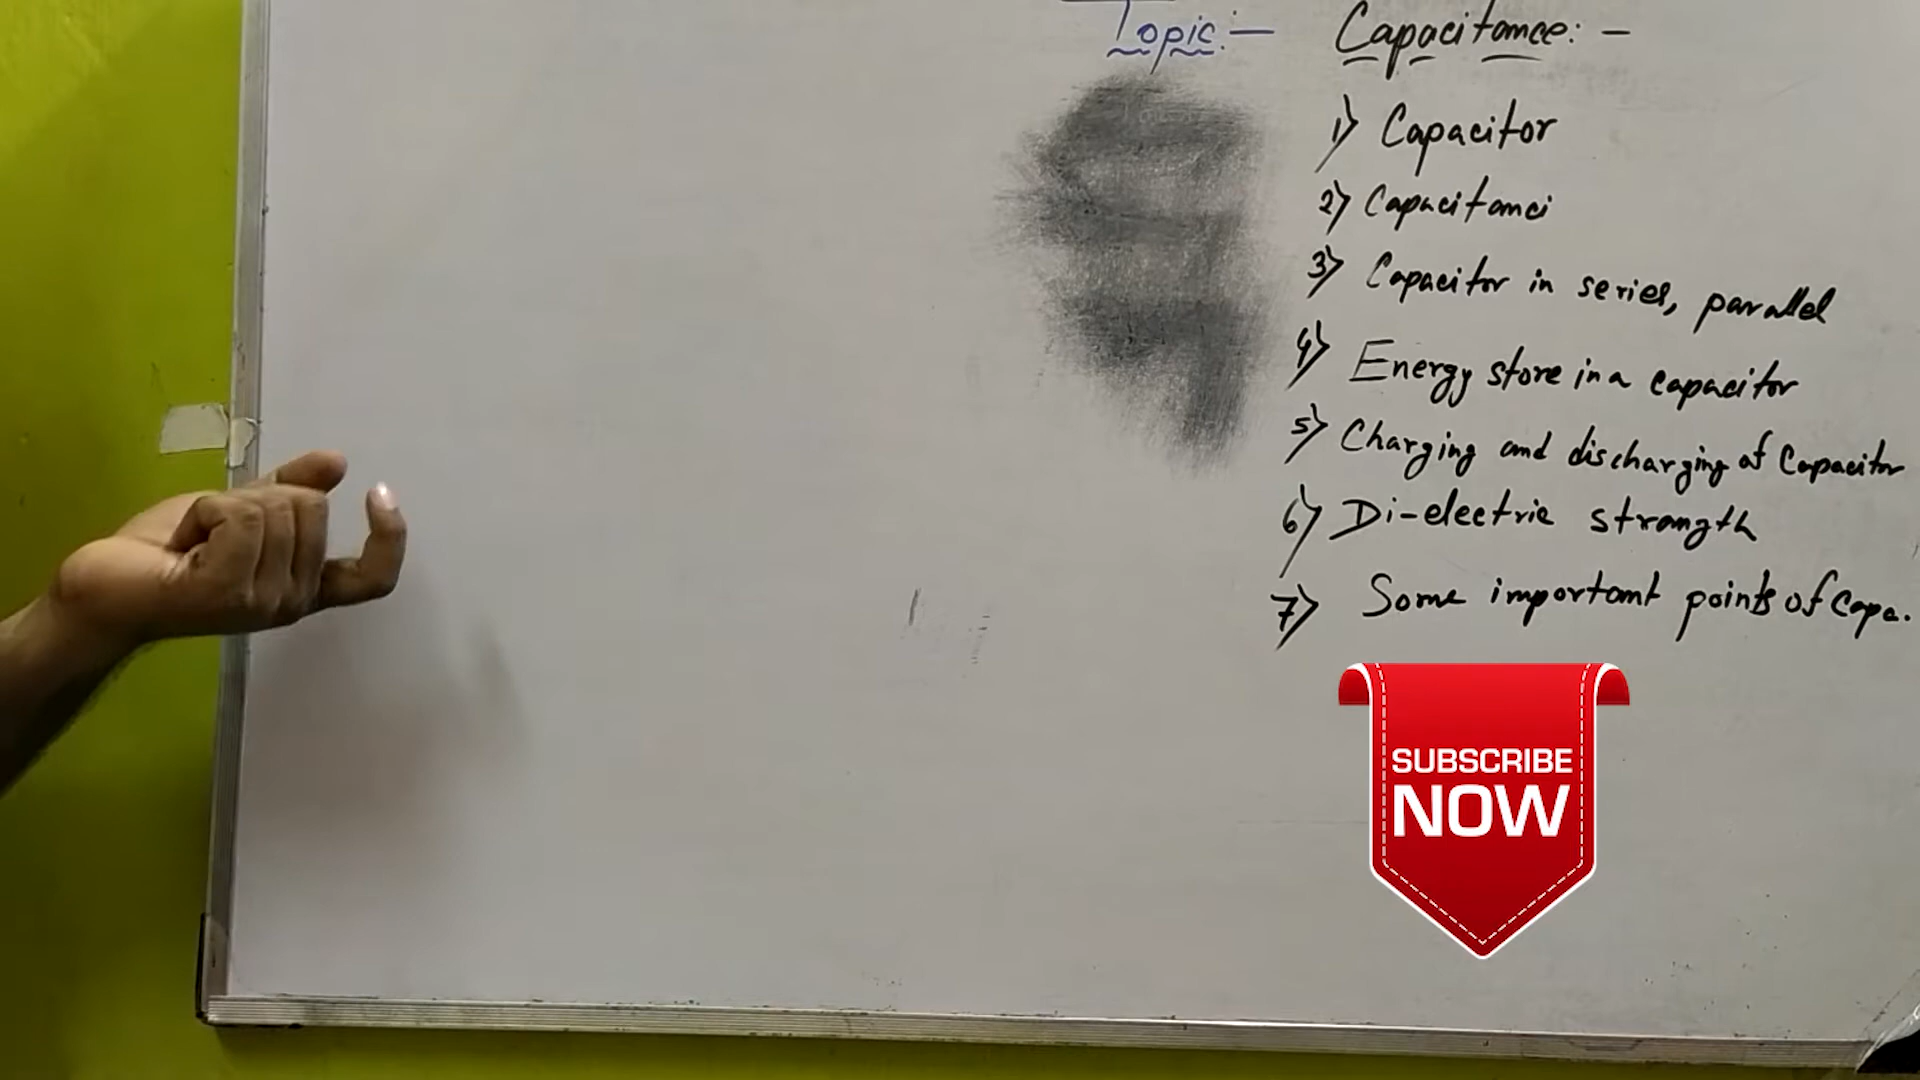 Topic:- Capacitance:-
1) Capacitor
2) Capacitanci
3) Capacitor in series, parallel
4) Energy store in a capacitor
5) Charging and discharging of Capacitor
6) Di-electric strength
7) Some important points of Capa.
SUBSCRIBE
NOW